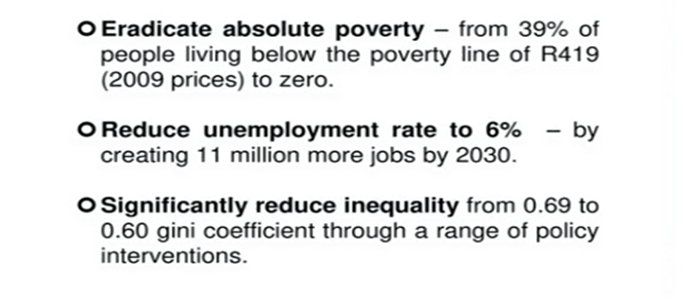 Eradicate absolute poverty – from 39% of
people living below the poverty line of R419
(2009 prices) to zero.
Reduce unemployment rate to 6% – by
creating 11 million more jobs by 2030.
Significantly reduce inequality from 0.69 to
0.60 gini coefficient through a range of policy
interventions.